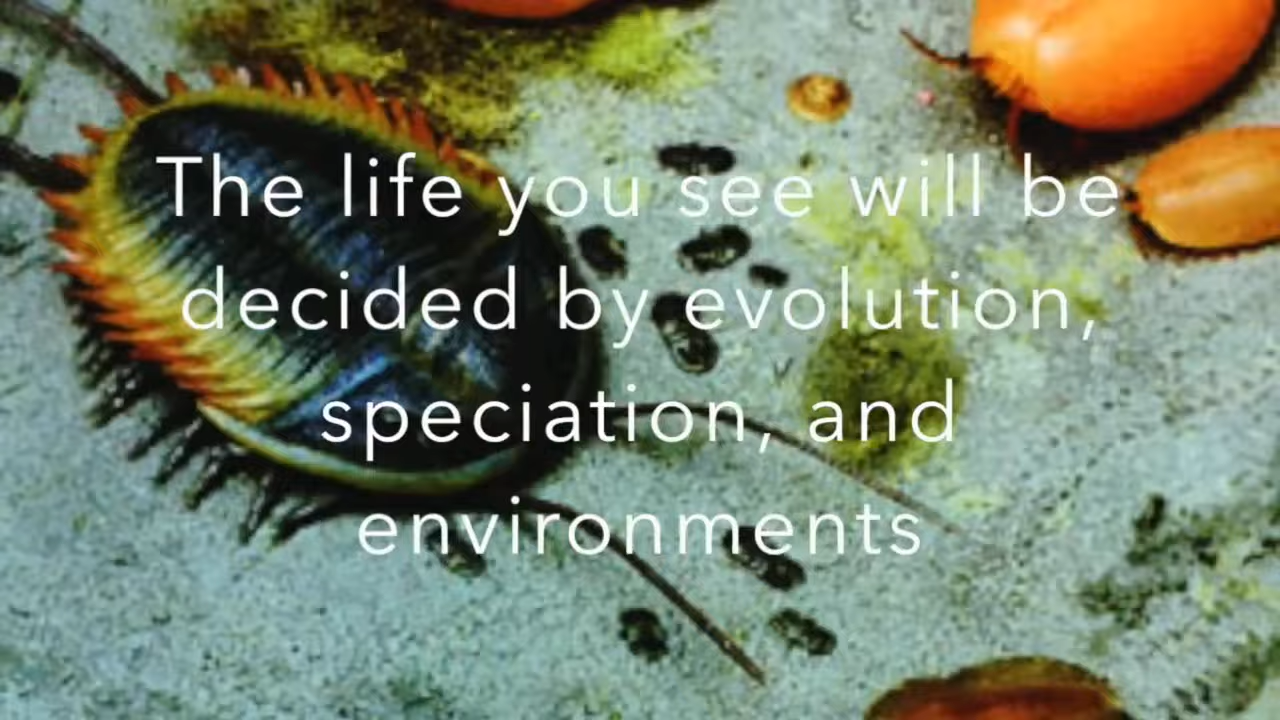 The life you see will be
decided by evolution,
speciation, and
environments